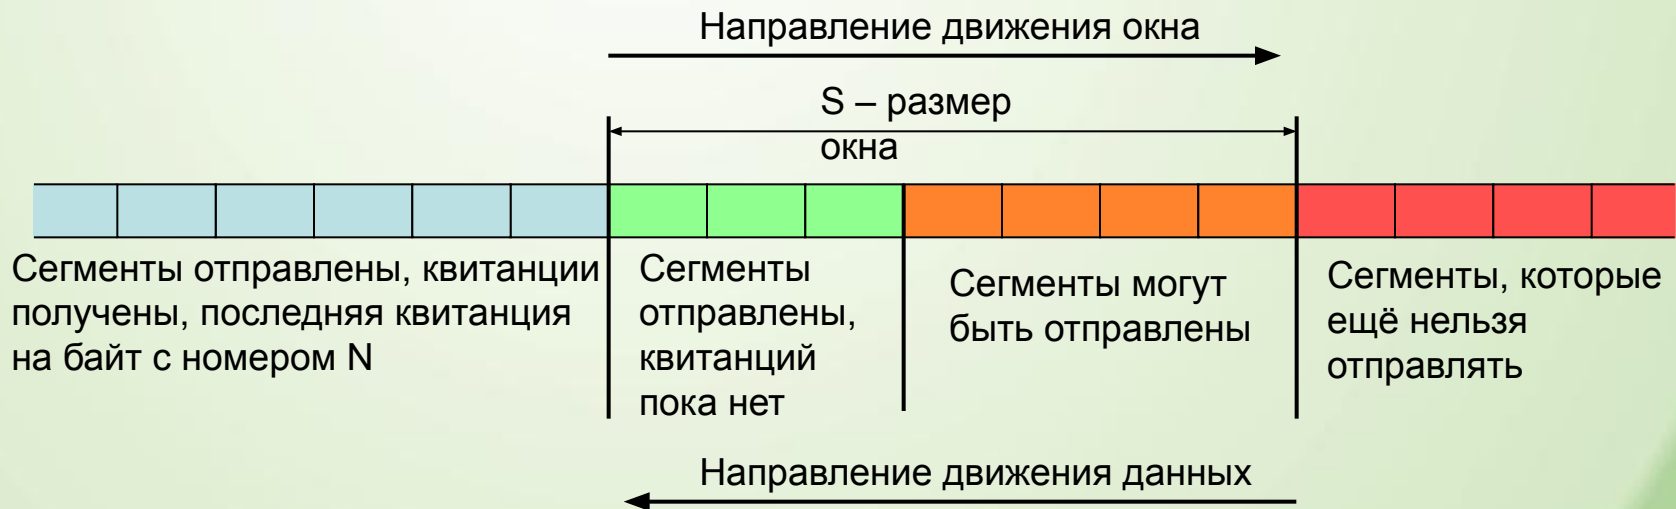 Направление движения окна
S – размер
окна
Сегменты отправлены, квитанции
получены, последняя квитанция
на байт с номером N
Сегменты
отправлены,
квитанций
пока нет
Сегменты могут
быть отправлены
Сегменты, которые
ещё нельзя
отправлять
Направление движения данных